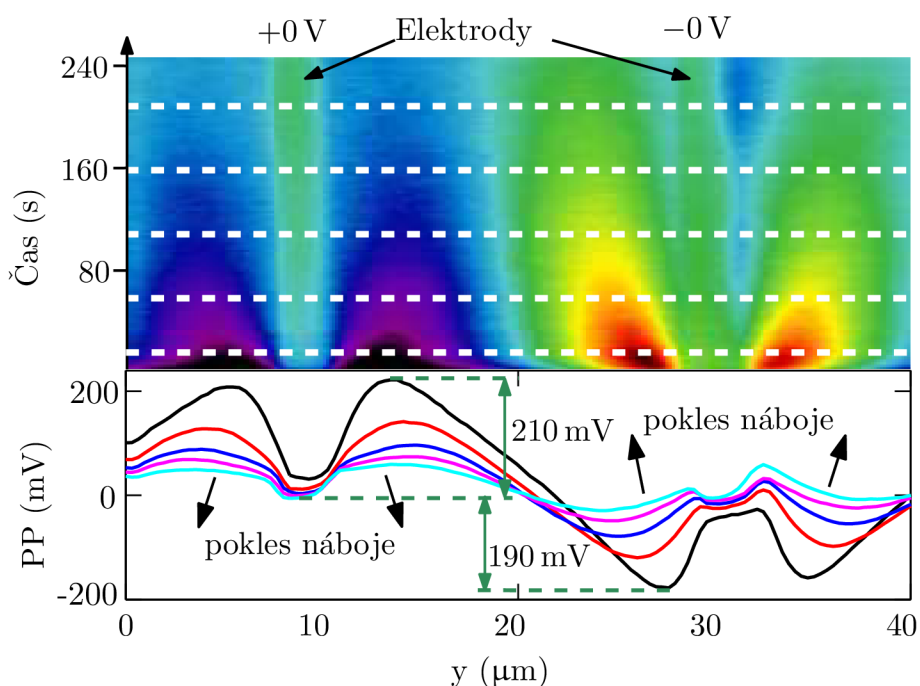 +0 V Elektrody −0 V
240
160
80
Čas (s)
200
0
-200
PP (mV)
210 mV
190 mV
pokles náboje
pokles náboje
0 10 20 30 40
y (µm)